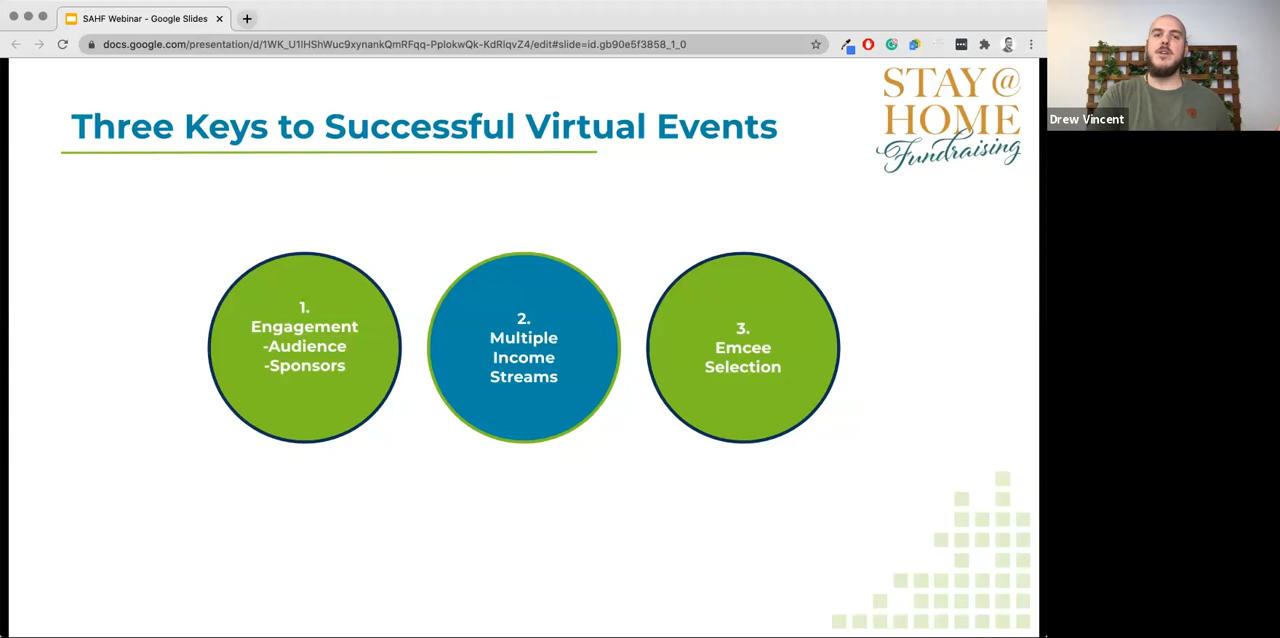 SAHF Webinar - Google Slides
docs.google.com/presentation/d/1WK_U1lHShWuc9xynankQmRFqq-PplokwQk-KdRlqvZ4/edit#slide=id.gb90e5f3858_1_0
Three Keys to Successful Virtual Events
STAY @
HOME
Fundraising
Drew Vincent
1.
Engagement
-Audience
-Sponsors
2.
Multiple
Income
Streams
3.
Emcee
Selection